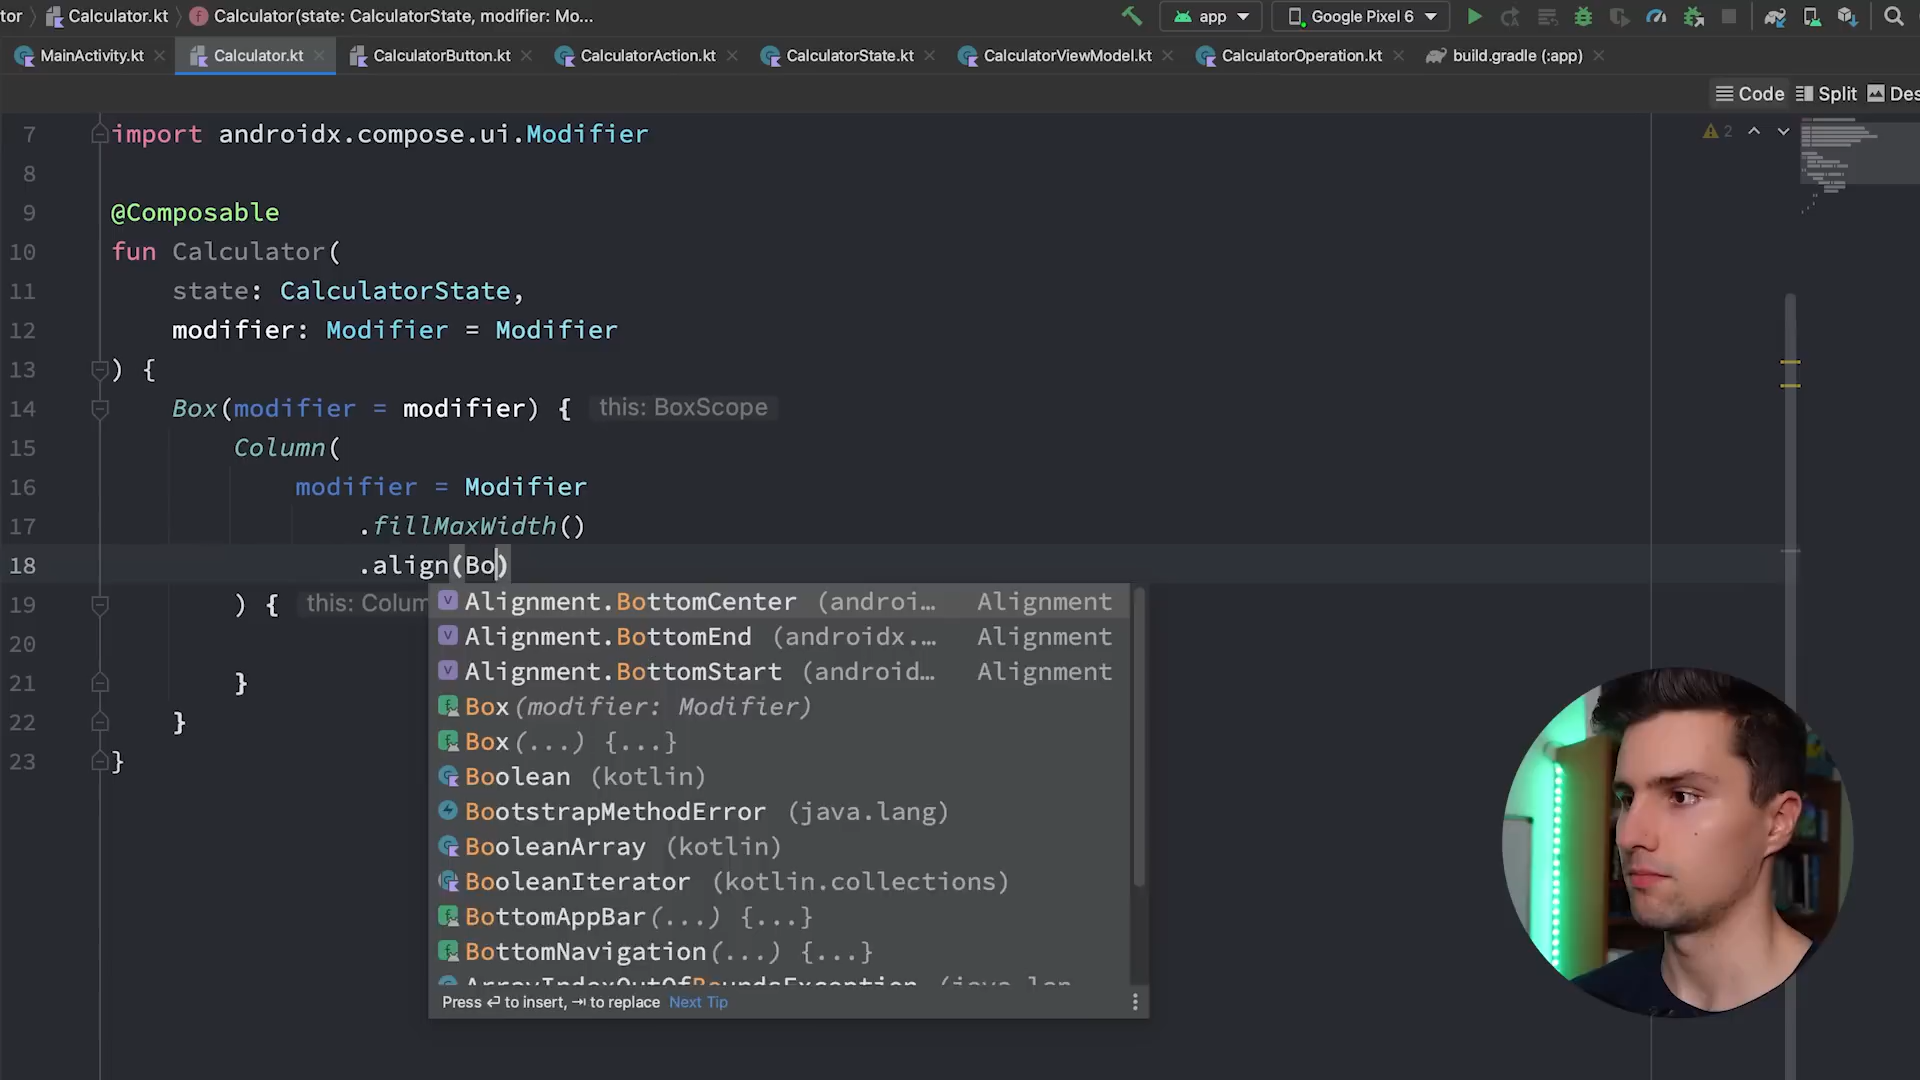 tor Calculator.kt Calculator(state: CalculatorState, modifier: Mo... app Google Pixel 6
MainActivity.kt Calculator.kt CalculatorButton.kt CalculatorAction.kt CalculatorState.kt CalculatorViewModel.kt CalculatorOperation.kt build.gradle (:app)
Code Split Des
2
7 import androidx.compose.ui.Modifier
8
9 @Composable
10 fun Calculator(
11 state: CalculatorState,
12 modifier: Modifier = Modifier
13 ) {
14 Box(modifier = modifier) { this: BoxScope
15 Column(
16 modifier = Modifier
17 .fillMaxWidth()
18 .align(Bo)
19 ) { this: Colum
20
21 }
22 }
23 }
Alignment.BottomCenter (androi... Alignment
Alignment.BottomEnd (androidx.... Alignment
Alignment.BottomStart (android... Alignment
Box(modifier: Modifier)
Box(...) {...}
Boolean (kotlin)
BootstrapMethodError (java.lang)
BooleanArray (kotlin)
BooleanIterator (kotlin.collections)
BottomAppBar(...) {...}
BottomNavigation(...) {...}
ArrayIndexOutOfBoundsException (java.lan
Press ⏎ to insert, ⇥ to replace Next Tip